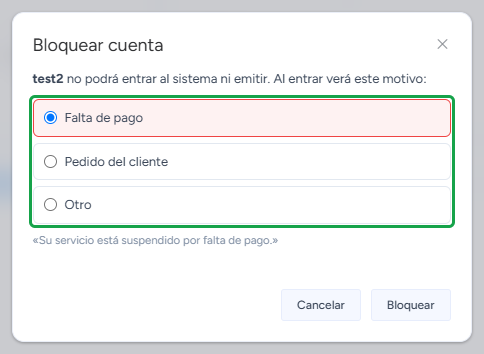 Bloquear cuenta
test2 no podrá entrar al sistema ni emitir. Al entrar verá este motivo:
Falta de pago
Pedido del cliente
Otro
«Su servicio está suspendido por falta de pago.»
Cancelar
Bloquear